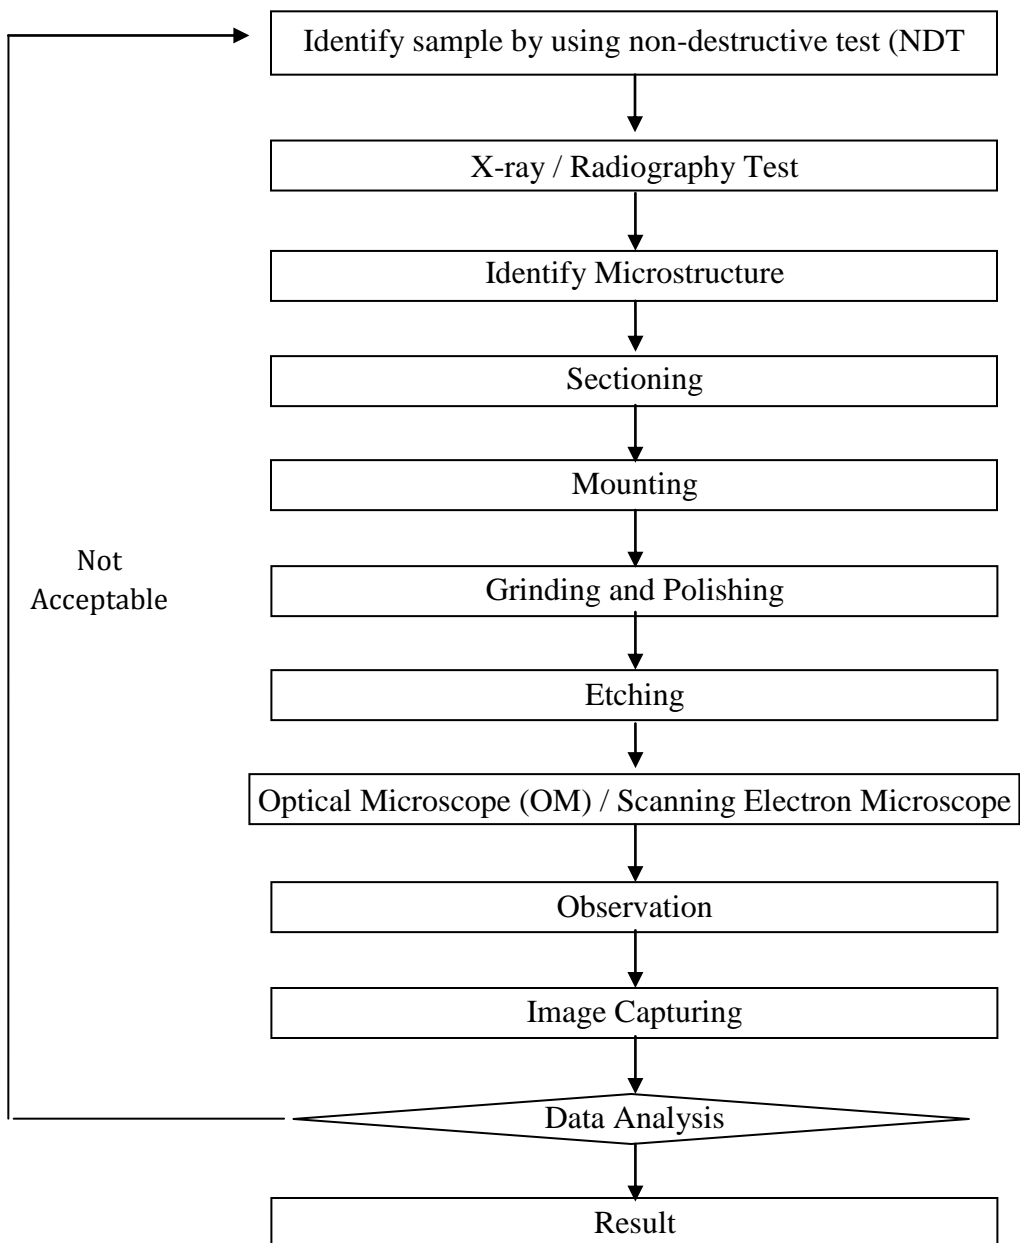 Identify sample by using non-destructive test (NDT
X-ray / Radiography Test
Identify Microstructure
Sectioning
Mounting
Not
Acceptable
Grinding and Polishing
Etching
Optical Microscope (OM) / Scanning Electron Microscope
Observation
Image Capturing
Data Analysis
Result